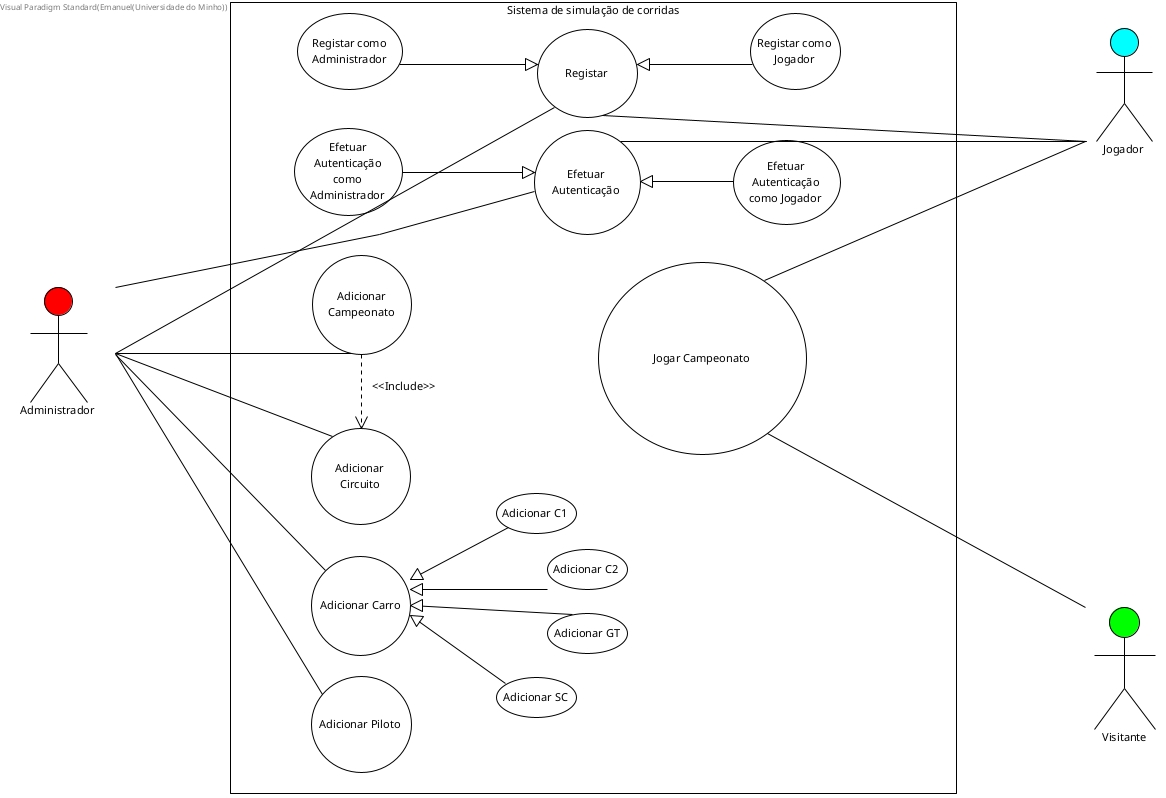 Visual Paradigm Standard(Emanuel(Universidade do Minho))
Sistema de simulação de corridas
Registar como
Administrador
Registar
Registar como
Jogador
Jogador
Efetuar
Autenticação
como
Administrador
Efetuar
Autenticação
Efetuar
Autenticação
como Jogador
Adicionar
Campeonato
Jogar Campeonato
<<Include>>
Administrador
Adicionar
Circuito
Adicionar C1
Adicionar C2
Adicionar Carro
Adicionar GT
Adicionar SC
Adicionar Piloto
Visitante